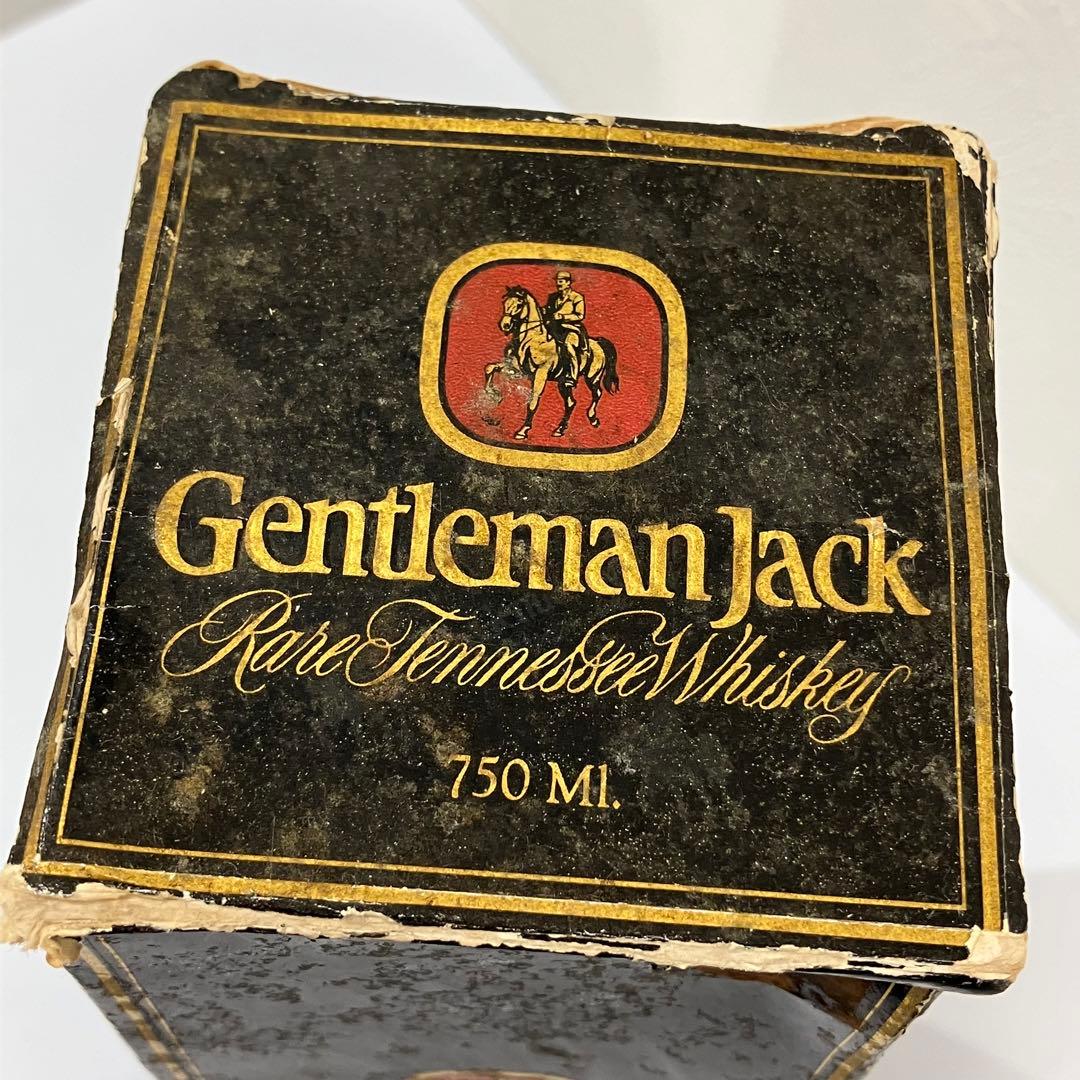 Gentleman Jack
Rare Tennessee Whiskey
750 Ml.